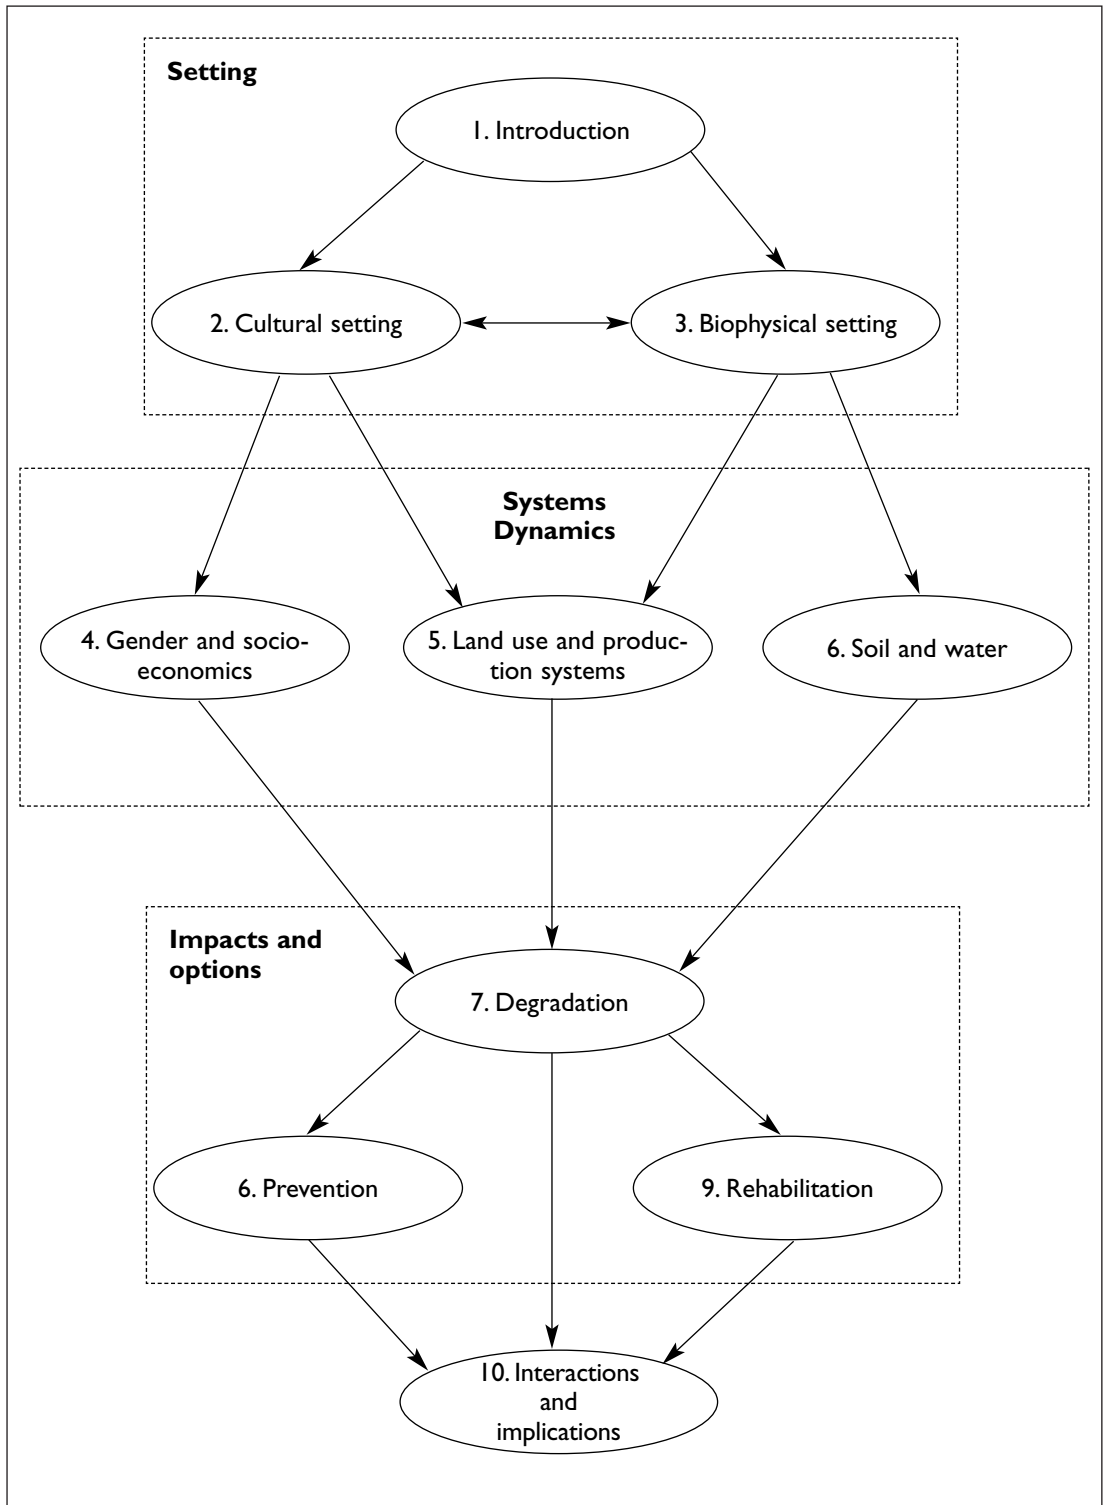 Setting
1. Introduction
2. Cultural setting
3. Biophysical setting
Systems
Dynamics
4. Gender and socio-
economics
5. Land use and produc-
tion systems
6. Soil and water
Impacts and
options
7. Degradation
6. Prevention
9. Rehabilitation
10. Interactions
and
implications